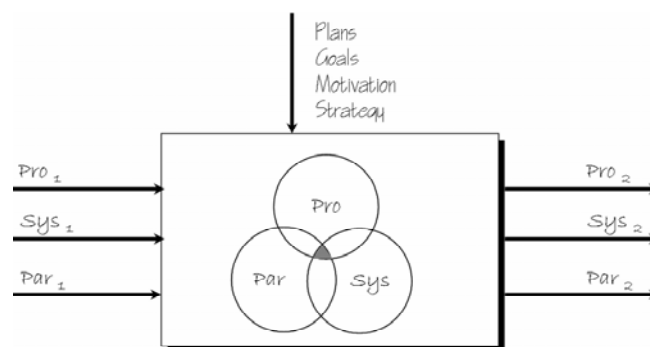 Plans
Goals
Motivation
Strategy
Pro 1
Pro 2
Pro
Sys 1
Sys 2
Par
Sys
Par 1
Par 2